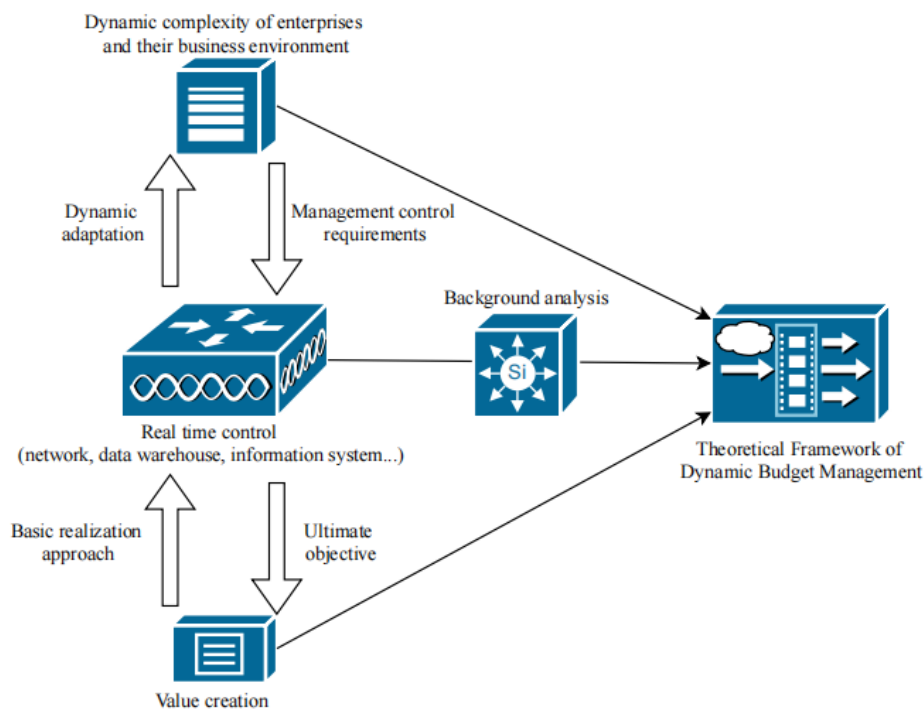 Dynamic complexity of enterprises
and their business environment
Dynamic
adaptation
Management control
requirements
Background analysis
Si
Real time control
(network, data warehouse, information system...)
Theoretical Framework of
Dynamic Budget Management
Basic realization
approach
Ultimate
objective
Value creation